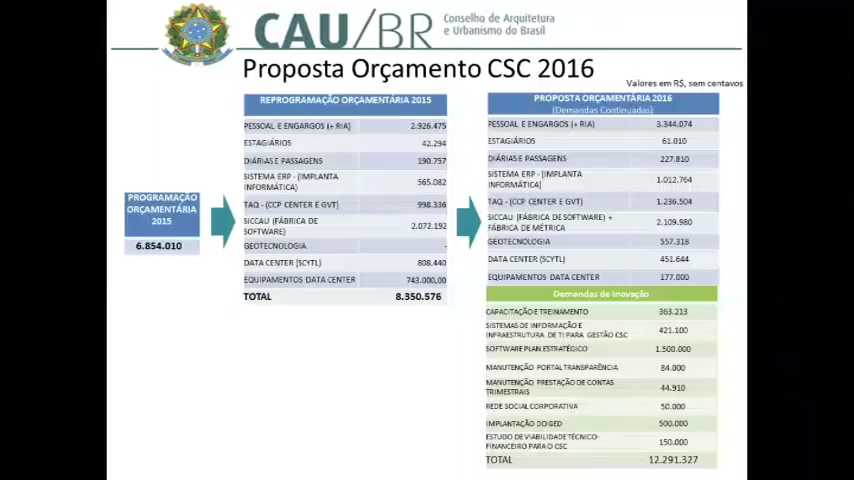 CAU/BR
Conselho de Arquitetura
e Urbanismo do Brasil
Proposta Orçamento CSC 2016
Valores em R$, sem centavos
PROGRAMAÇÃO
ORÇAMENTÁRIA
2015
6.854.010
REPROGRAMAÇÃO ORÇAMENTÁRIA 2015
PESSOAL E ENGARGOS (+ RIA) 2.926.475
ESTAGIÁRIOS 42.294
DIÁRIAS E PASSAGENS 190.757
SISTEMA ERP - (IMPLANTA
INFORMÁTICA) 565.082
TAQ - (CCP CENTER E GVT) 998.336
SICCAU (FÁBRICA DE
SOFTWARE) 2.072.192
GEOTECNOLOGIA -
DATA CENTER (SCYTL) 808.440
EQUIPAMENTOS DATA CENTER 743.000,00
TOTAL 8.350.576
PROPOSTA ORÇAMENTÁRIA 2016
(Demandas Continuadas)
PESSOAL E ENGARGOS (+ RIA) 3.344.074
ESTAGIÁRIOS 61.010
DIÁRIAS E PASSAGENS 227.810
SISTEMA ERP - (IMPLANTA
INFORMÁTICA) 1.012.764
TAQ - (CCP CENTER E GVT) 1.236.504
SICCAU (FÁBRICA DE SOFTWARE) +
FÁBRICA DE MÉTRICA 2.109.980
GEOTECNOLOGIA 557.318
DATA CENTER (SCYTL) 451.644
EQUIPAMENTOS DATA CENTER 177.000
Demandas de Inovação
CAPACITAÇÃO E TREINAMENTO 363.213
SISTEMAS DE INFORMAÇÃO E
INFRAESTRUTURA DE TI PARA GESTÃO CSC 421.100
SOFTWARE PLAN ESTRATÉGICO 1.500.000
MANUTENÇÃO PORTAL TRANSPARÊNCIA 84.000
MANUTENÇÃO PRESTAÇÃO DE CONTAS
TRIMESTRAIS 44.910
REDE SOCIAL CORPORATIVA 50.000
IMPLANTAÇÃO DO GED 500.000
ESTUDO DE VIABILIDADE TÉCNICO-
FINANCEIRO PARA O CSC 150.000
TOTAL 12.291.327